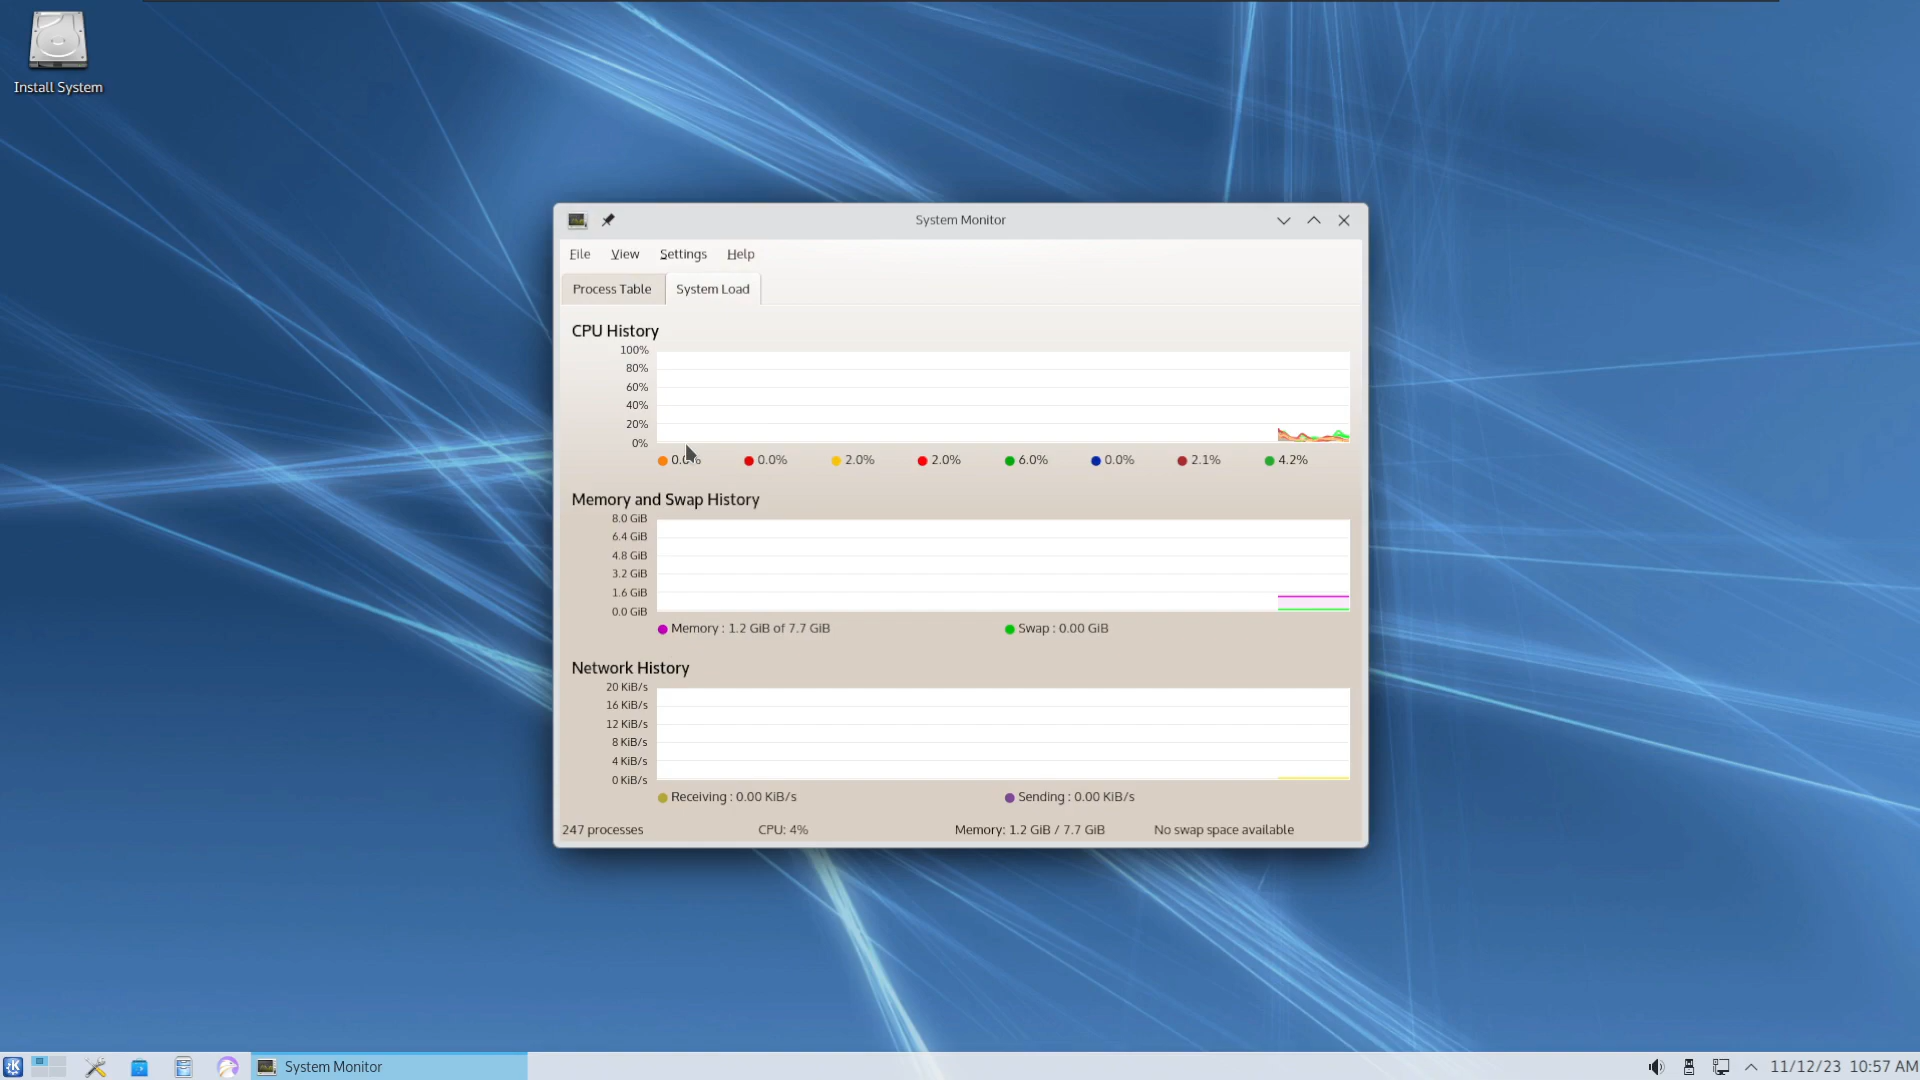 Install System
System Monitor
File View Settings Help
Process Table System Load
CPU History
100%
80%
60%
40%
20%
0%
0.0% 0.0% 2.0% 2.0% 6.0% 0.0% 2.1% 4.2%
Memory and Swap History
8.0 GiB
6.4 GiB
4.8 GiB
3.2 GiB
1.6 GiB
0.0 GiB
Memory : 1.2 GiB of 7.7 GiB Swap : 0.00 GiB
Network History
20 KiB/s
16 KiB/s
12 KiB/s
8 KiB/s
4 KiB/s
0 KiB/s
Receiving : 0.00 KiB/s Sending : 0.00 KiB/s
247 processes CPU: 4% Memory: 1.2 GiB / 7.7 GiB No swap space available
System Monitor 11/12/23 10:57 AM